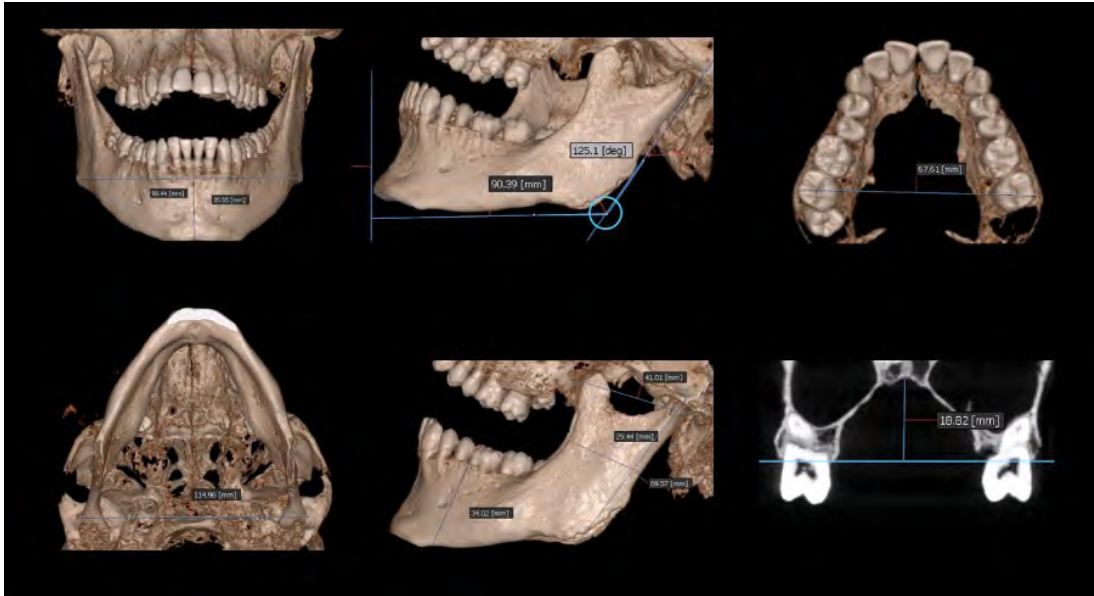 125.1 [deg]
90.39 [mm]
67.61 [mm]
114.96 [mm]
41.01 [mm]
29.44 [mm]
69.57 [mm]
34.02 [mm]
18.82 [mm]